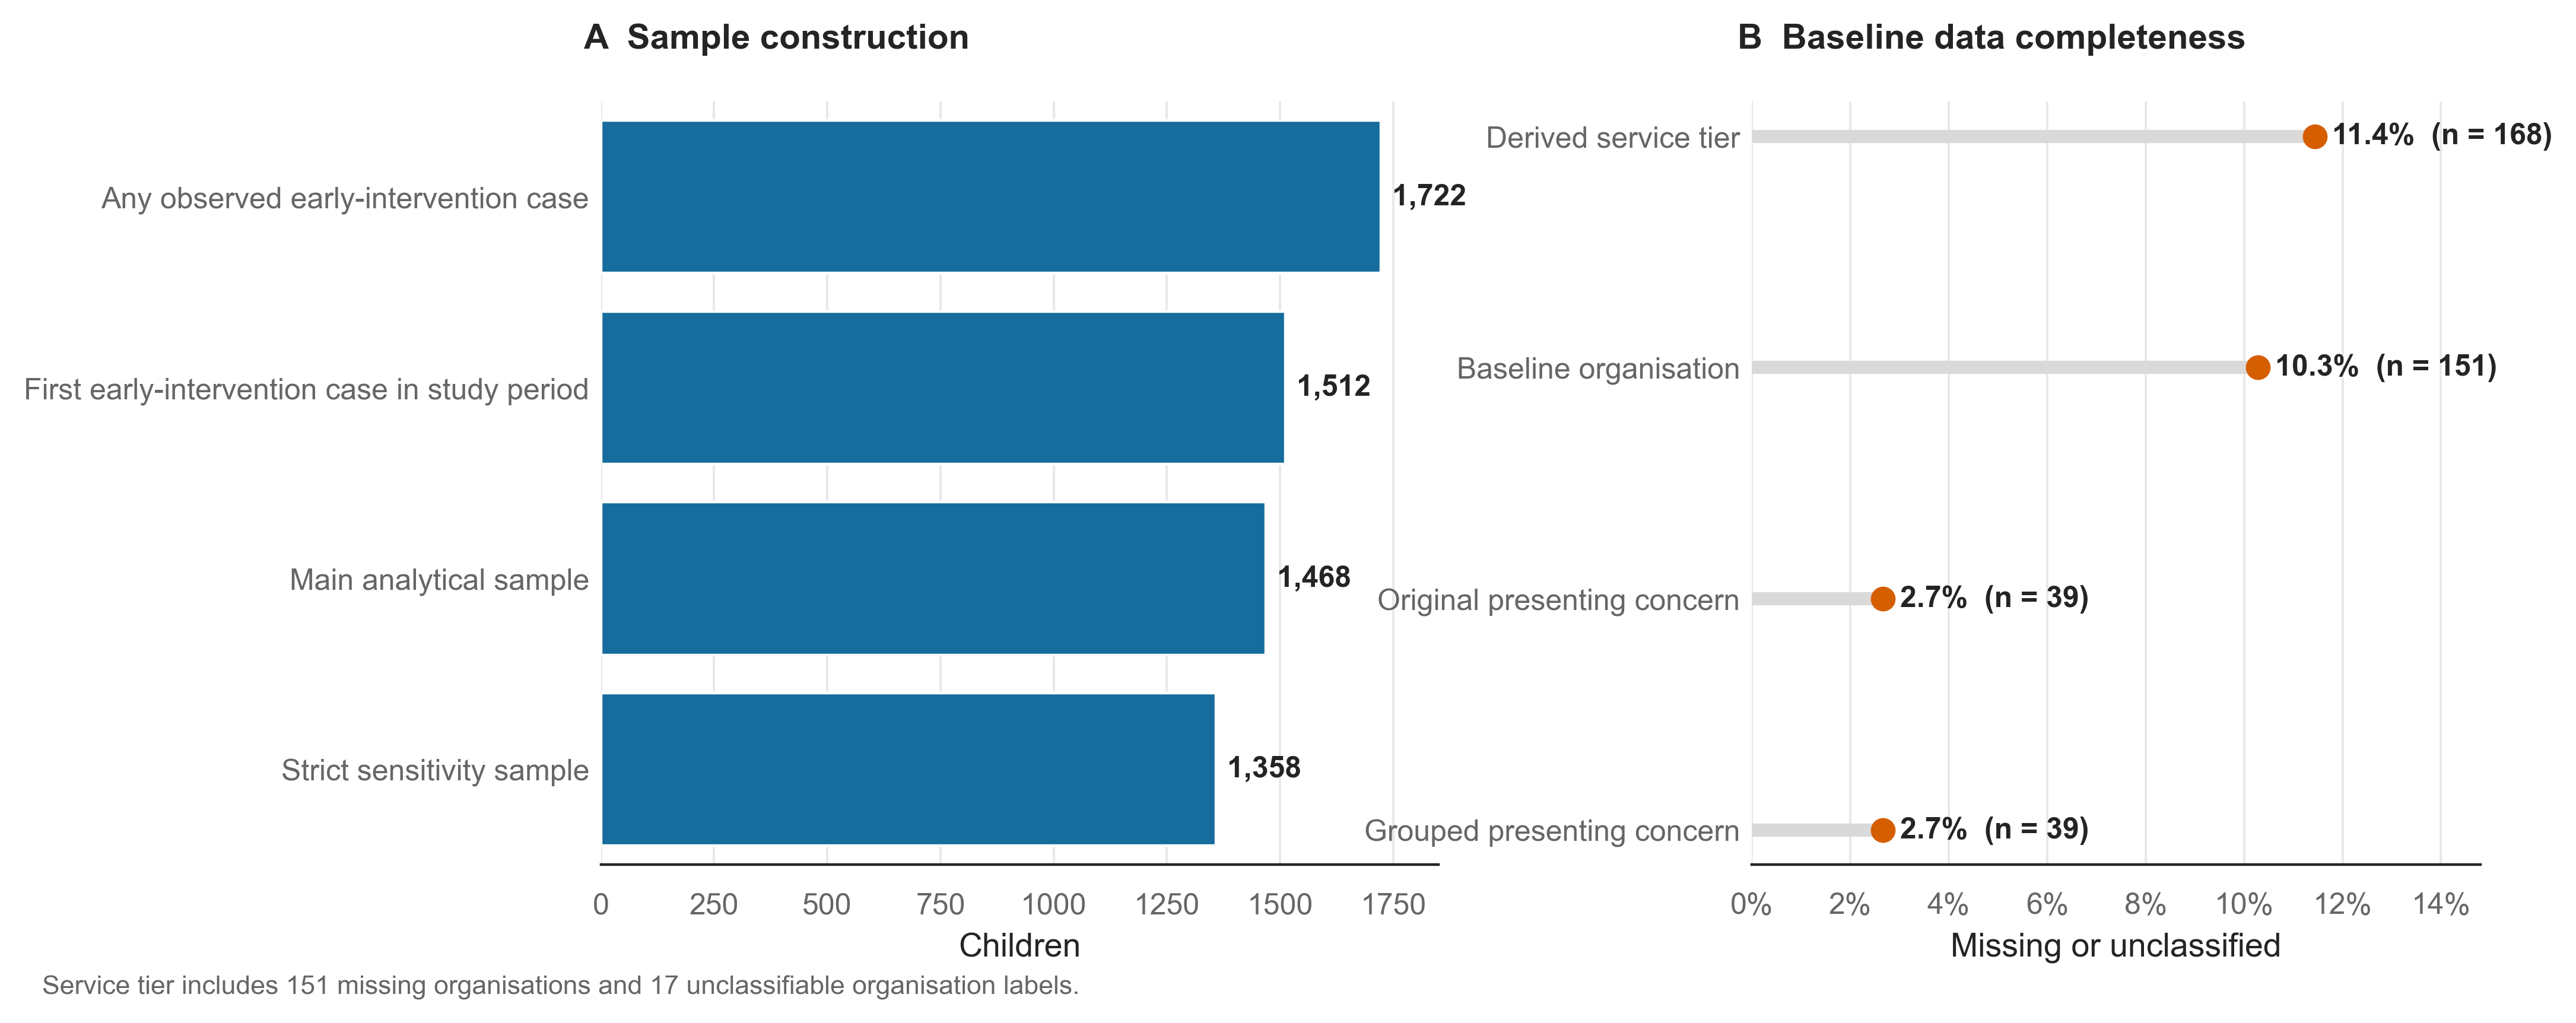 A Sample construction
Any observed early-intervention case
1,722
First early-intervention case in study period
1,512
Main analytical sample
1,468
Strict sensitivity sample
1,358
0 250 500 750 1000 1250 1500 1750
Children
B Baseline data completeness
Derived service tier
11.4% (n = 168)
Baseline organisation
10.3% (n = 151)
Original presenting concern
2.7% (n = 39)
Grouped presenting concern
2.7% (n = 39)
0% 2% 4% 6% 8% 10% 12% 14%
Missing or unclassified
Service tier includes 151 missing organisations and 17 unclassifiable organisation labels.